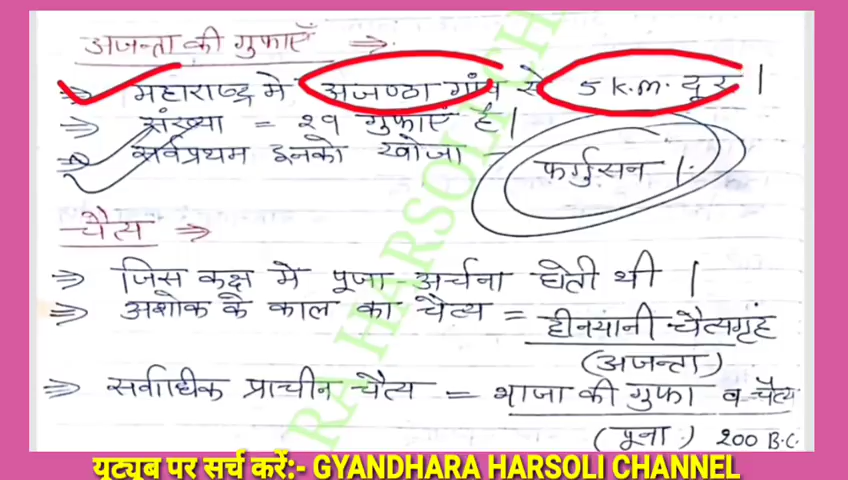 अजन्ता की गुफाएँ ⇒
⇒ महाराष्ट्र मे अजण्ठा गांव से 5 k.m. दूर |
⇒ संख्या = २९ गुफाएं है |
⇒ सर्वप्रथम इनको खोजा - फर्गुसन |
चैत्य ⇒
⇒ जिस कक्ष मे पूजा-अर्चना होती थी |
⇒ अशोक के काल का चैत्य = हीनयानी चैत्यगृह
(अजन्ता)
⇒ सर्वाधिक प्राचीन चैत्य = भाजा की गुफा व चैत्य
(पूना) 200 B.C.
यूट्यूब पर सर्च करें:- GYANDHARA HARSOLI CHANNEL